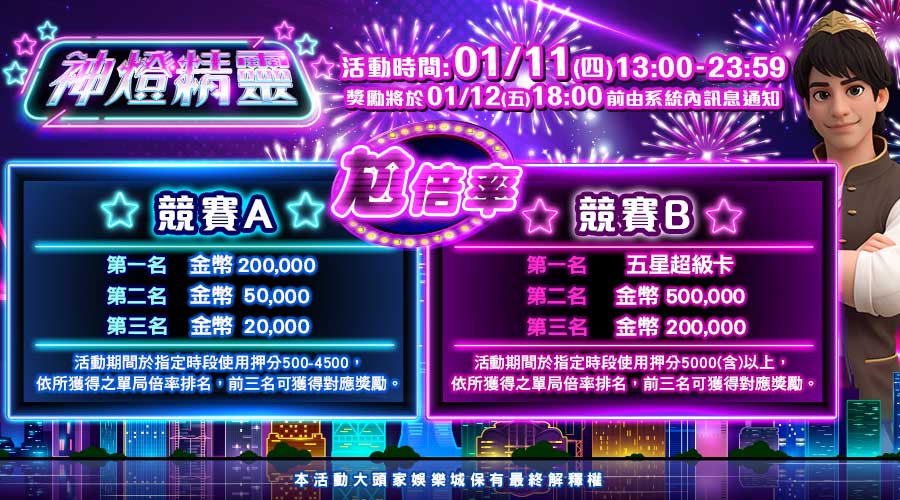 神燈精靈
活動時間:01/11(四)13:00-23:59
獎勵將於01/12(五)18:00前由系統內訊息通知
尬倍率
競賽A
第一名 金幣 200,000
第二名 金幣 50,000
第三名 金幣 20,000
活動期間於指定時段使用押分500-4500，
依所獲得之單局倍率排名，前三名可獲得對應獎勵。
競賽B
第一名 五星超級卡
第二名 金幣 500,000
第三名 金幣 200,000
活動期間於指定時段使用押分5000(含)以上，
依所獲得之單局倍率排名，前三名可獲得對應獎勵。
本活動大頭家娛樂城保有最終解釋權